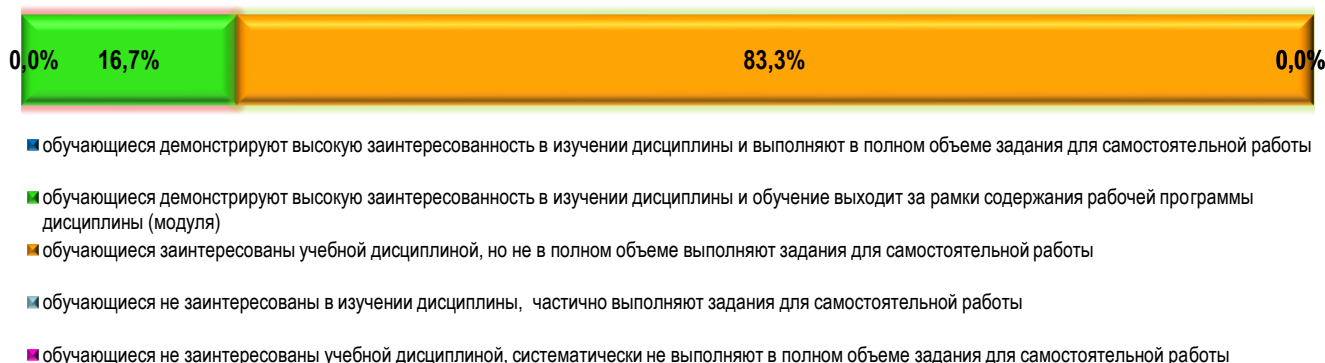 0,0% 16,7% 83,3% 0,0%
обучающиеся демонстрируют высокую заинтересованность в изучении дисциплины и выполняют в полном объеме задания для самостоятельной работы
обучающиеся демонстрируют высокую заинтересованность в изучении дисциплины и обучение выходит за рамки содержания рабочей программы
дисциплины (модуля)
обучающиеся заинтересованы учебной дисциплиной, но не в полном объеме выполняют задания для самостоятельной работы
обучающиеся не заинтересованы в изучении дисциплины, частично выполняют задания для самостоятельной работы
обучающиеся не заинтересованы учебной дисциплиной, систематически не выполняют в полном объеме задания для самостоятельной работы